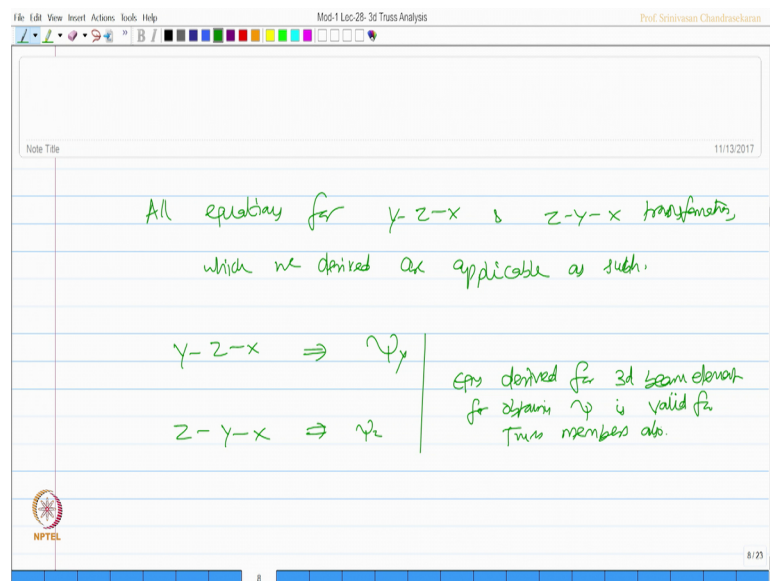 File Edit View Insert Actions Tools Help
Mod-1 Lec-28- 3d Truss Analysis
Prof. Srinivasan Chandrasekaran
B I
Note Title
11/13/2017
All equations for y-z-x & z-y-x transformation,
which we derived are applicable as such.
y-z-x ⇒ ψy
z-y-x ⇒ ψz
Eqns derived for 3d beam element
for obtaining ψ is valid for
Truss members also.
NPTEL
8/23
8